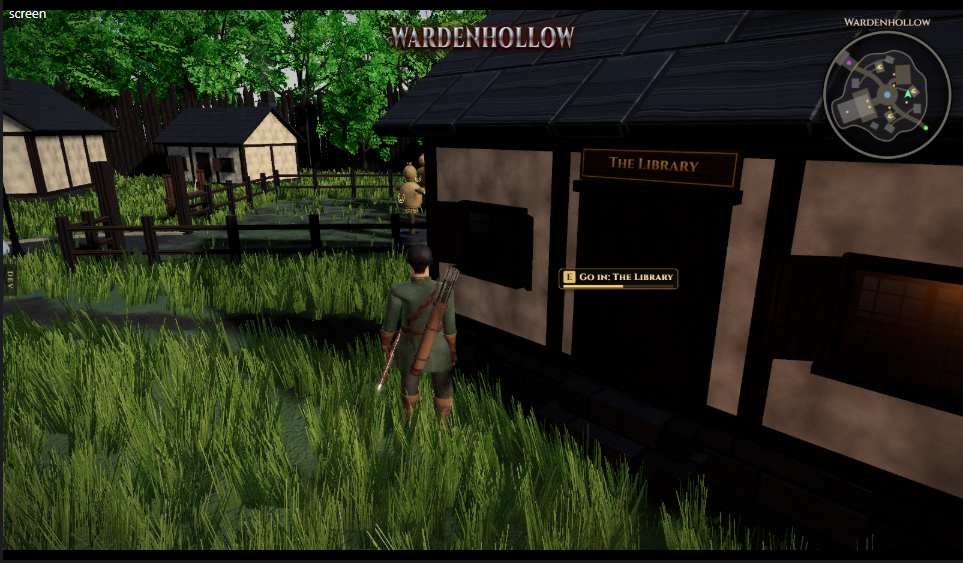 screen
WARDENHOLLOW
WARDENHOLLOW
THE LIBRARY
E GO IN: THE LIBRARY
DEV